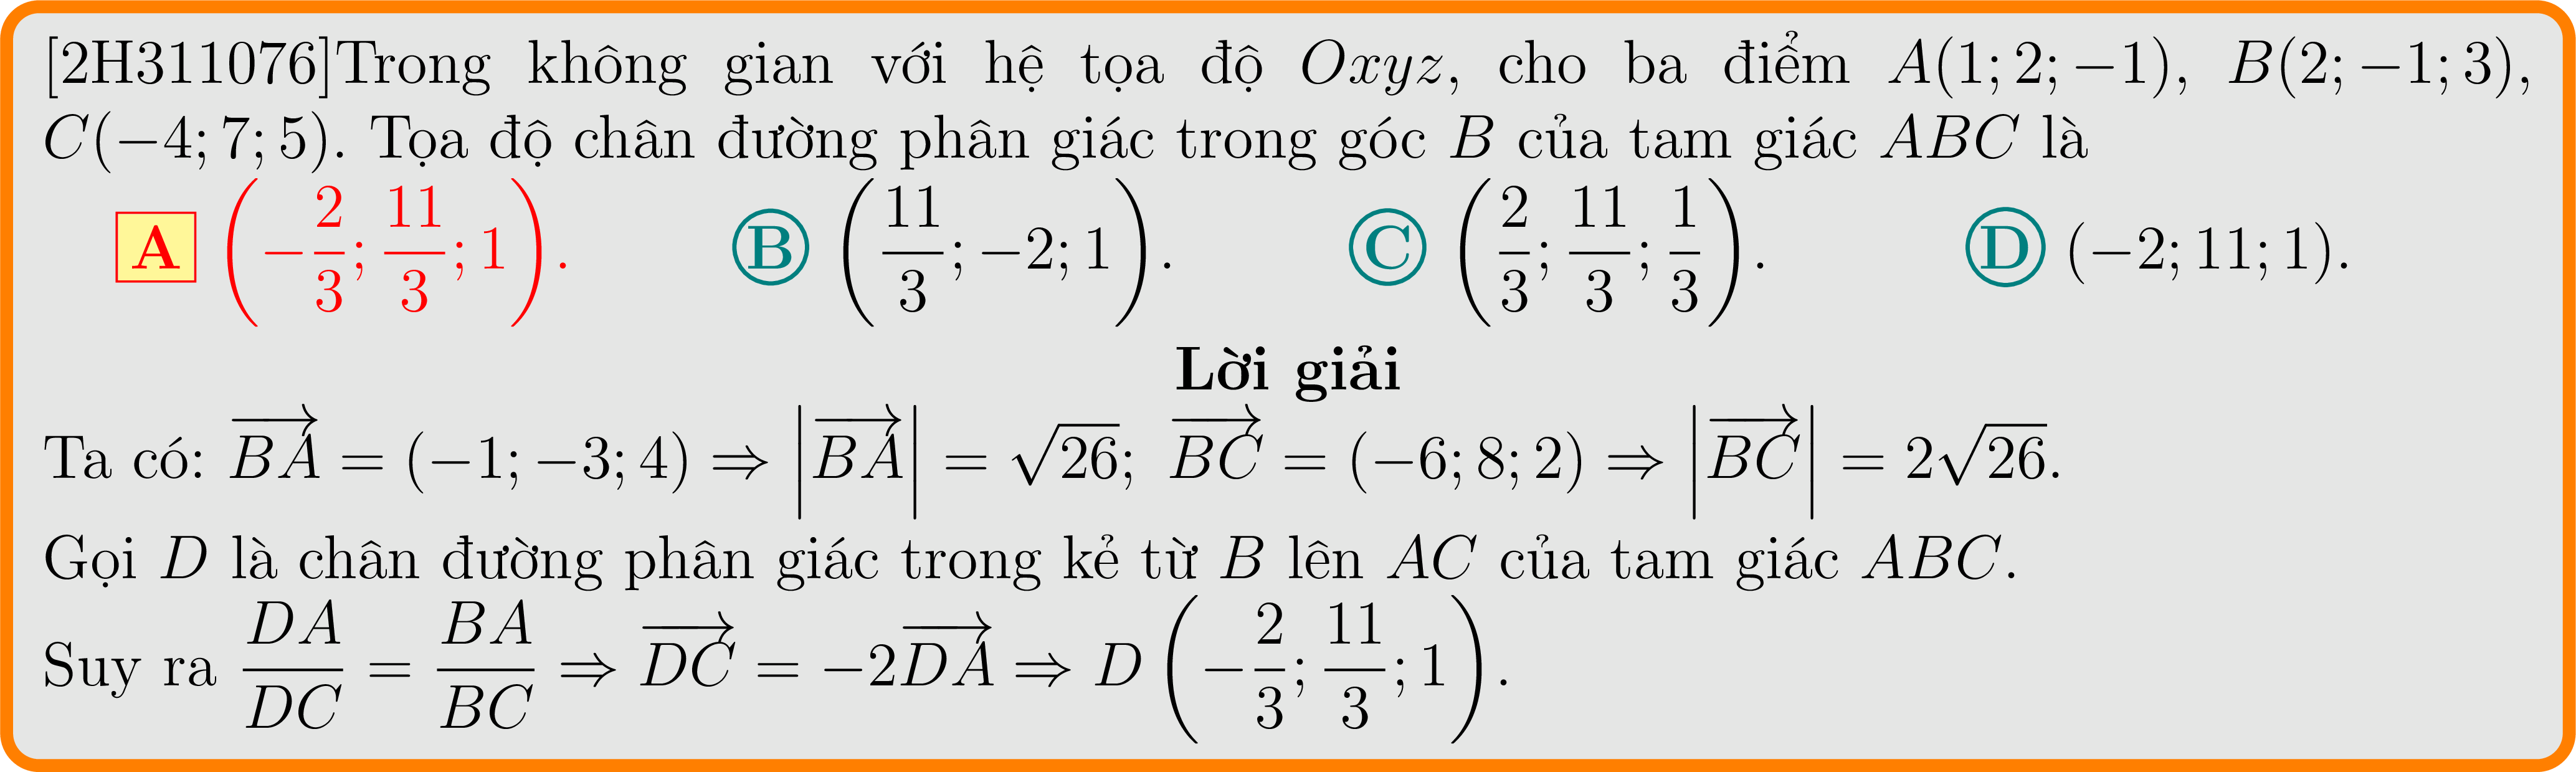 [2H311076]Trong không gian với hệ tọa độ Oxyz, cho ba điểm A(1; 2; −1), B(2; −1; 3),
C(−4; 7; 5). Tọa độ chân đường phân giác trong góc B của tam giác ABC là
A $\left(-\frac{2}{3}; \frac{11}{3}; 1\right)$. B $\left(\frac{11}{3}; -2; 1\right)$. C $\left(\frac{2}{3}; \frac{11}{3}; \frac{1}{3}\right)$. D (−2; 11; 1).
Lời giải
Ta có: $\overrightarrow{BA} = (-1; -3; 4) \Rightarrow \left|\overrightarrow{BA}\right| = \sqrt{26}$; $\overrightarrow{BC} = (-6; 8; 2) \Rightarrow \left|\overrightarrow{BC}\right| = 2\sqrt{26}$.
Gọi D là chân đường phân giác trong kẻ từ B lên AC của tam giác ABC.
Suy ra $\frac{DA}{DC} = \frac{BA}{BC} \Rightarrow \overrightarrow{DC} = -2\overrightarrow{DA} \Rightarrow D\left(-\frac{2}{3}; \frac{11}{3}; 1\right)$.